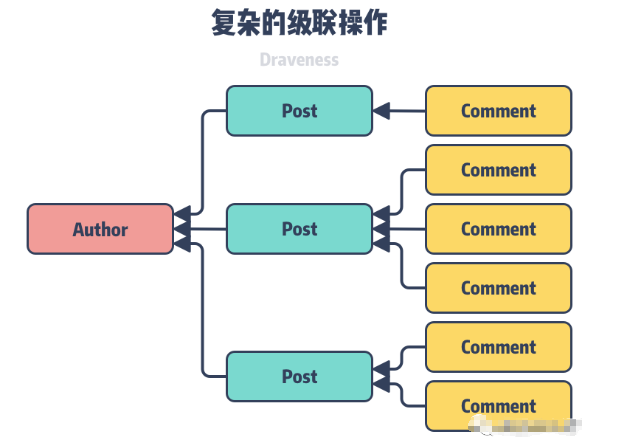 复杂的级联操作
Draveness
Post
Comment
Comment
Author
Post
Comment
Comment
Comment
Post
Comment